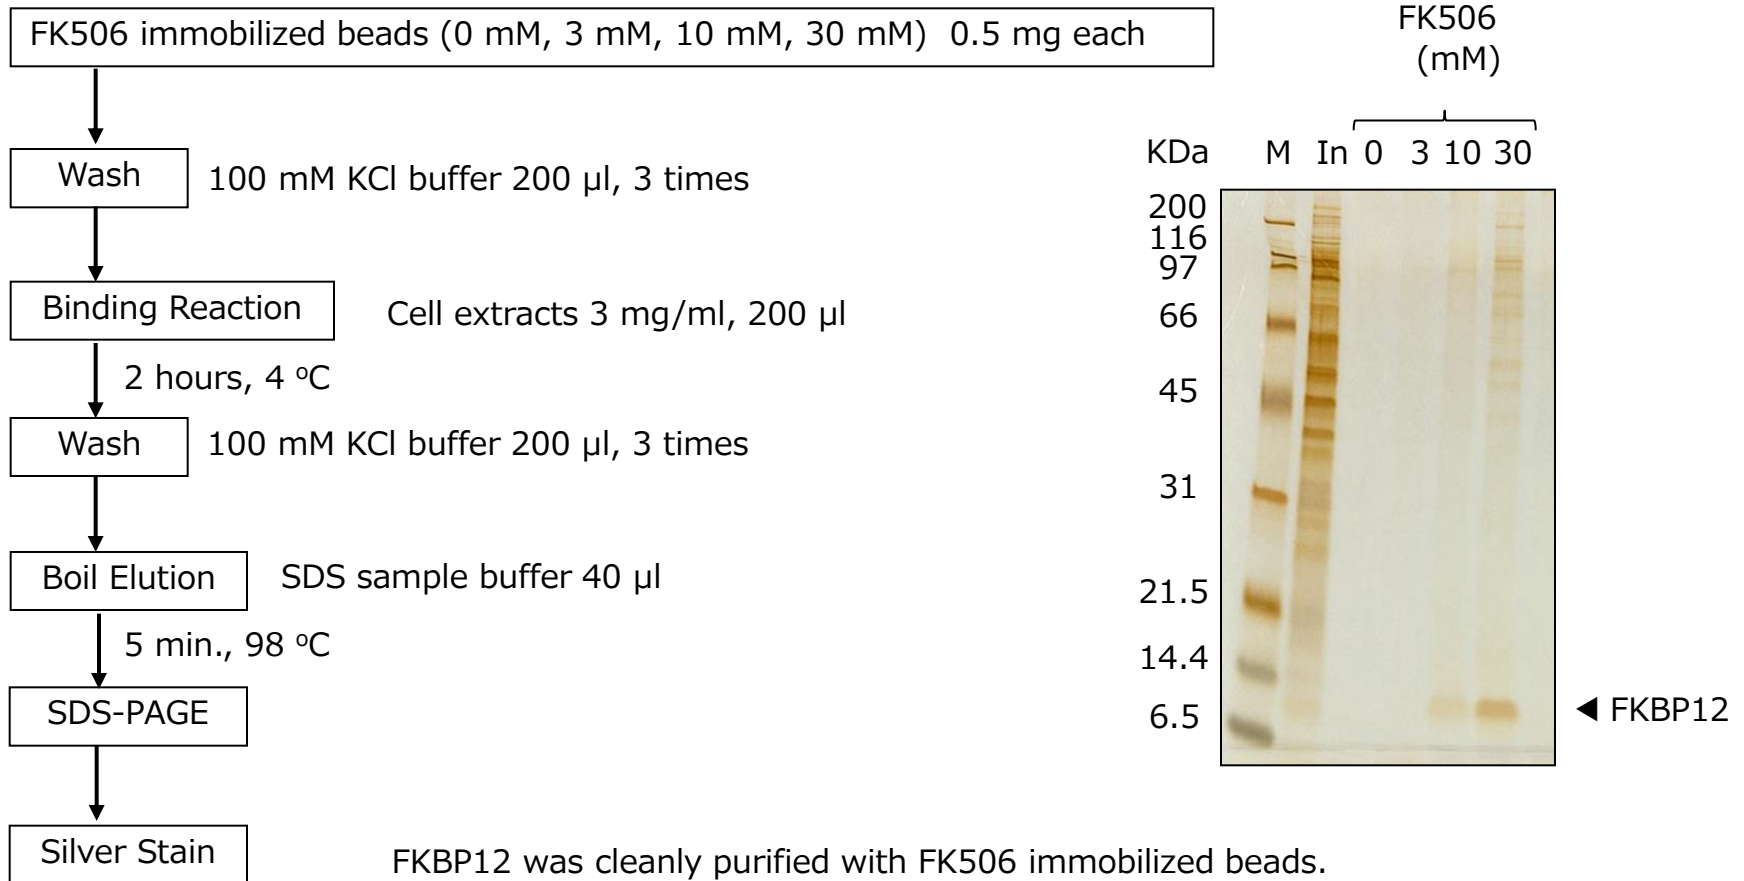 FK506 immobilized beads (0 mM, 3 mM, 10 mM, 30 mM)  0.5 mg each
Wash
100 mM KCl buffer 200 µl, 3 times
Binding Reaction
Cell extracts 3 mg/ml, 200 µl
2 hours, 4 °C
Wash
100 mM KCl buffer 200 µl, 3 times
Boil Elution
SDS sample buffer 40 µl
5 min., 98 °C
SDS-PAGE
Silver Stain
FK506
(mM)
KDa M In 0 3 10 30
200
116
97
66
45
31
21.5
14.4
6.5
◀ FKBP12
FKBP12 was cleanly purified with FK506 immobilized beads.